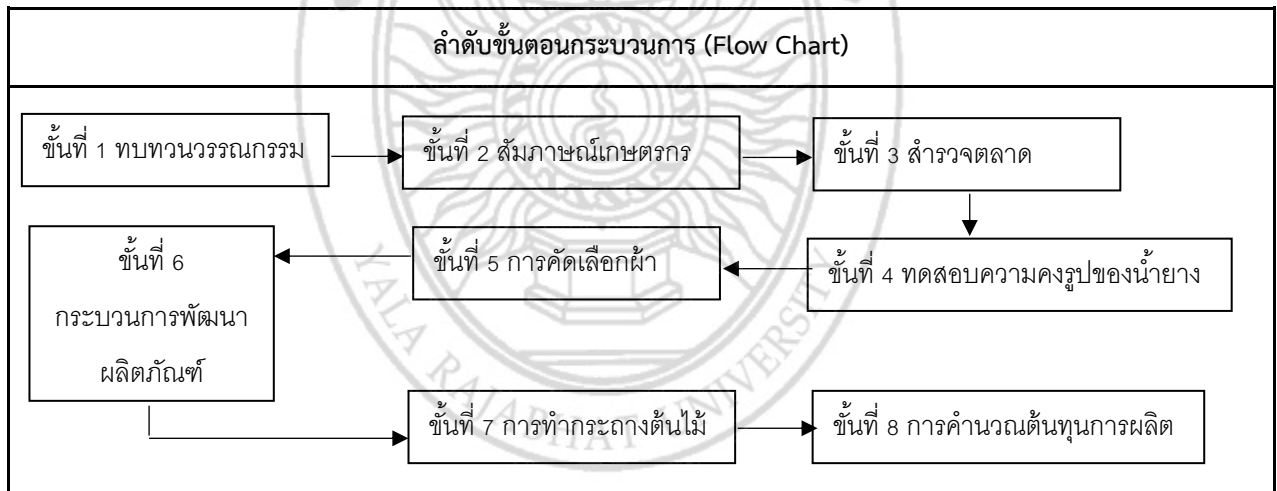 ลำดับขั้นตอนกระบวนการ (Flow Chart)
ขั้นที่ 1 ทบทวนวรรณกรรม
ขั้นที่ 2 สัมภาษณ์เกษตรกร
ขั้นที่ 3 สำรวจตลาด
ขั้นที่ 4 ทดสอบความคงรูปของน้ำยาง
ขั้นที่ 5 การคัดเลือกผ้า
ขั้นที่ 6
กระบวนการพัฒนา
ผลิตภัณฑ์
ขั้นที่ 7 การทำกระถางต้นไม้
ขั้นที่ 8 การคำนวณต้นทุนการผลิต
YALA RAJABHAT UNIVERSITY